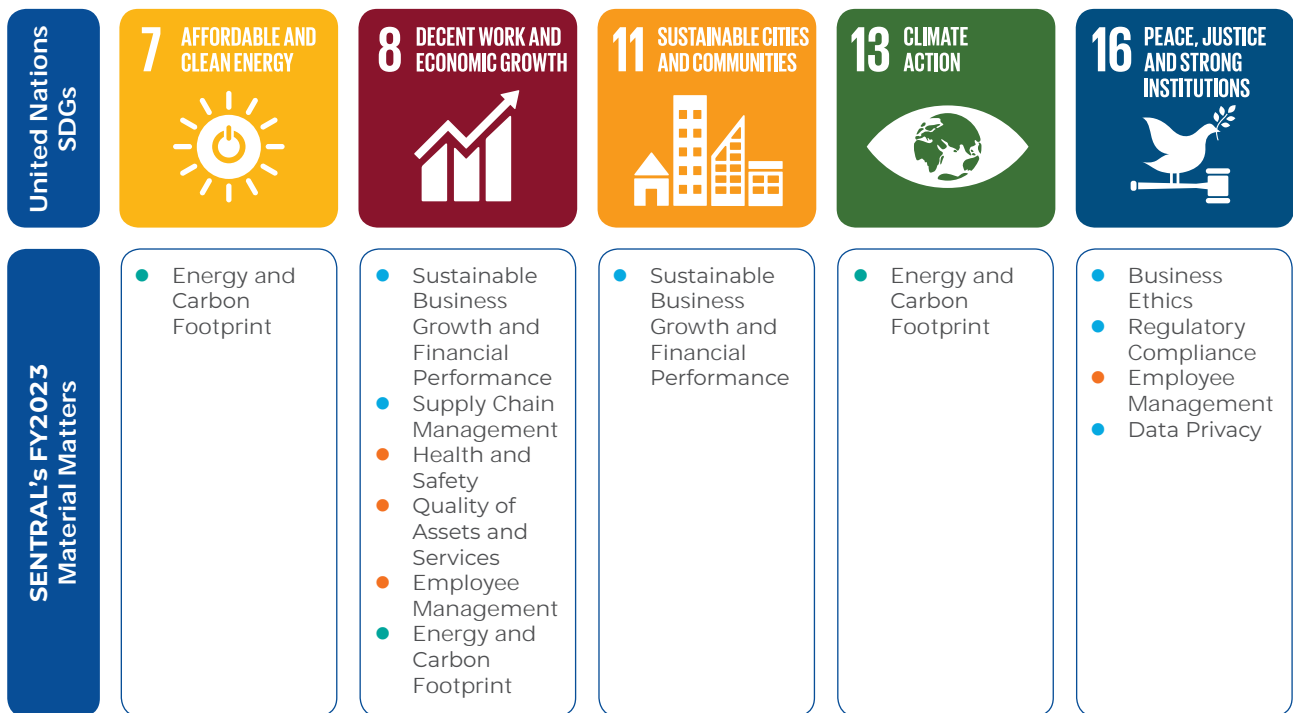 United Nations
SDGs
7 AFFORDABLE AND
CLEAN ENERGY
8 DECENT WORK AND
ECONOMIC GROWTH
11 SUSTAINABLE CITIES
AND COMMUNITIES
13 CLIMATE
ACTION
16 PEACE, JUSTICE
AND STRONG
INSTITUTIONS
SENTRAL's FY2023
Material Matters
Energy and
Carbon
Footprint
Sustainable
Business
Growth and
Financial
Performance
Supply Chain
Management
Health and
Safety
Quality of
Assets and
Services
Employee
Management
Energy and
Carbon
Footprint
Sustainable
Business
Growth and
Financial
Performance
Energy and
Carbon
Footprint
Business
Ethics
Regulatory
Compliance
Employee
Management
Data Privacy